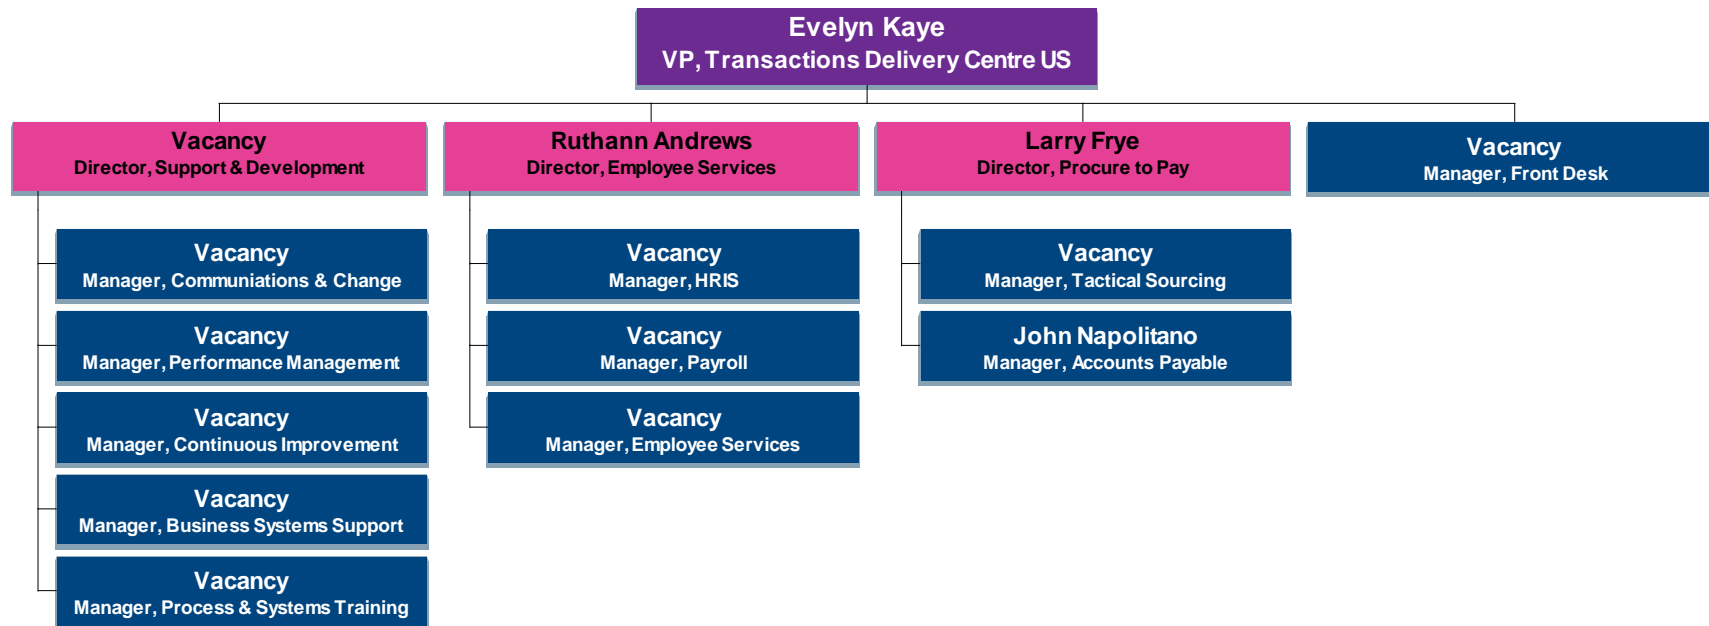 Evelyn Kaye
VP, Transactions Delivery Centre US
Vacancy
Director, Support & Development
Vacancy
Manager, Communiations & Change
Vacancy
Manager, Performance Management
Vacancy
Manager, Continuous Improvement
Vacancy
Manager, Business Systems Support
Vacancy
Manager, Process & Systems Training
Ruthann Andrews
Director, Employee Services
Vacancy
Manager, HRIS
Vacancy
Manager, Payroll
Vacancy
Manager, Employee Services
Larry Frye
Director, Procure to Pay
Vacancy
Manager, Tactical Sourcing
John Napolitano
Manager, Accounts Payable
Vacancy
Manager, Front Desk